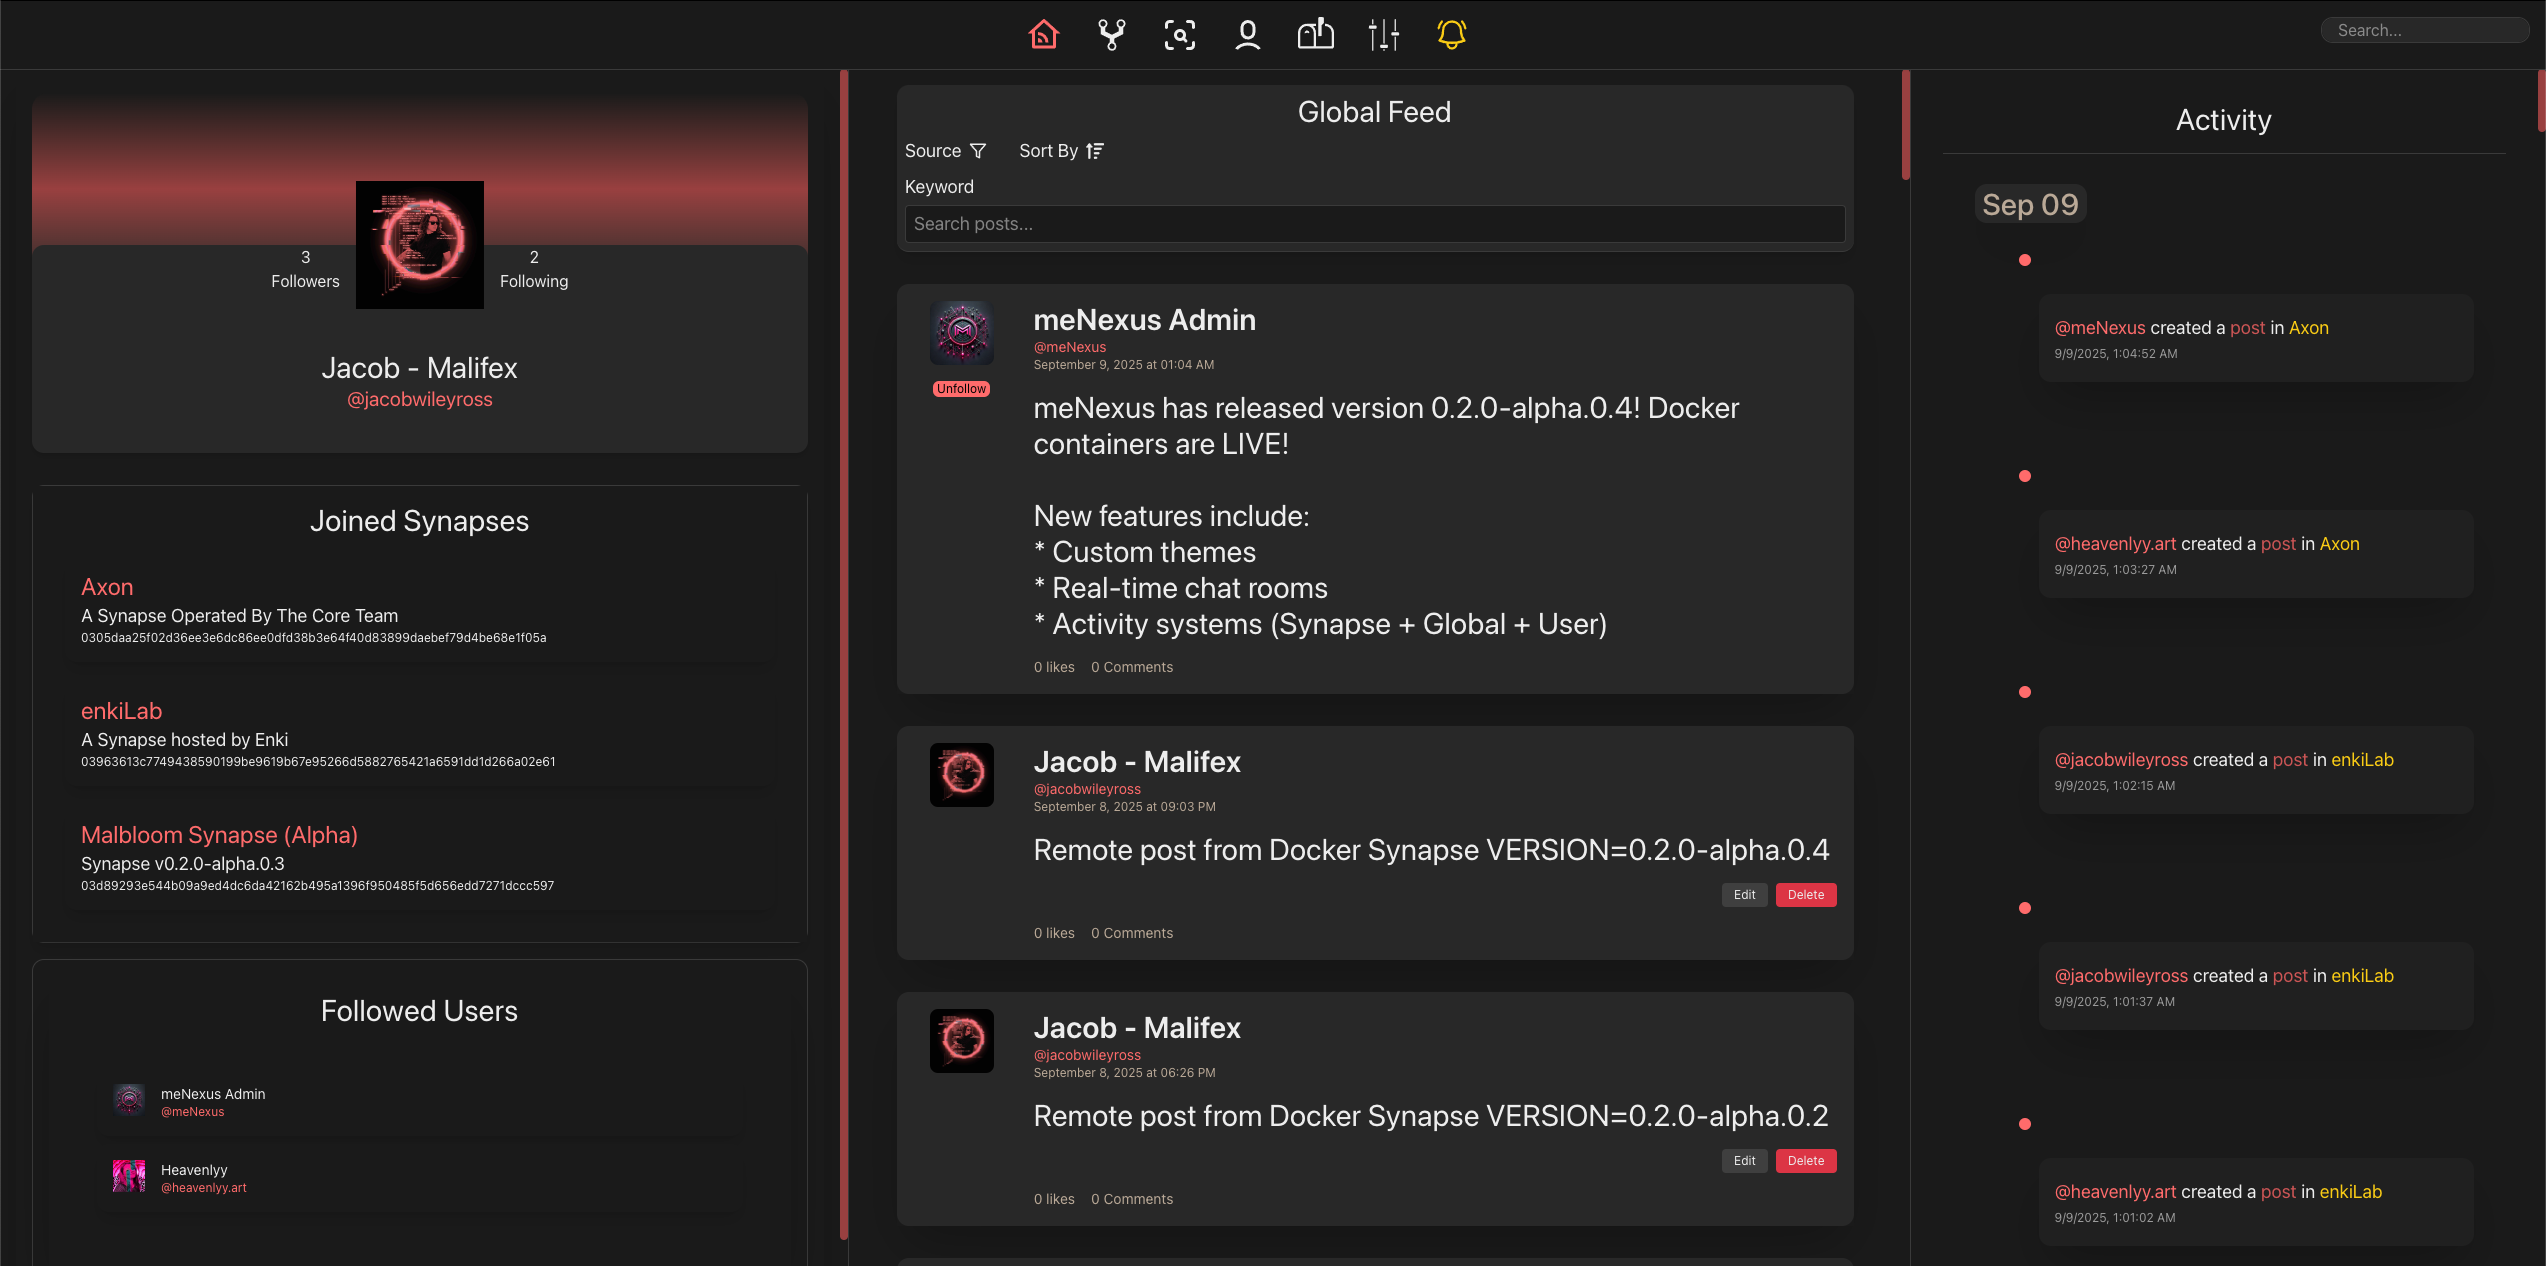 Search...
3
Followers
2
Following
Jacob - Malifex
@jacobwileyross
Joined Synapses
Axon
A Synapse Operated By The Core Team
0305daa25f02d36ee3e6dc86ee0dfd38b3e64f40d83899daebef79d4be68e1f05a
enkiLab
A Synapse hosted by Enki
03963613c7749438590199be9619b67e95266d5882765421a6591dd1d266a02e61
Malbloom Synapse (Alpha)
Synapse v0.2.0-alpha.0.3
03d89293e544b09a9ed4dc6da42162b495a1396f950485f5d656edd7271dccc597
Followed Users
meNexus Admin
@meNexus
Heavenlyy
@heavenlyy.art
Global Feed
Source
Sort By
Keyword
Search posts...
meNexus Admin
@meNexus
September 9, 2025 at 01:04 AM
Unfollow
meNexus has released version 0.2.0-alpha.0.4! Docker
containers are LIVE!
New features include:
* Custom themes
* Real-time chat rooms
* Activity systems (Synapse + Global + User)
0 likes 0 Comments
Jacob - Malifex
@jacobwileyross
September 8, 2025 at 09:03 PM
Remote post from Docker Synapse VERSION=0.2.0-alpha.0.4
Edit Delete
0 likes 0 Comments
Jacob - Malifex
@jacobwileyross
September 8, 2025 at 06:26 PM
Remote post from Docker Synapse VERSION=0.2.0-alpha.0.2
Edit Delete
0 likes 0 Comments
Activity
Sep 09
@meNexus created a post in Axon
9/9/2025, 1:04:52 AM
@heavenlyy.art created a post in Axon
9/9/2025, 1:03:27 AM
@jacobwileyross created a post in enkiLab
9/9/2025, 1:02:15 AM
@jacobwileyross created a post in enkiLab
9/9/2025, 1:01:37 AM
@heavenlyy.art created a post in enkiLab
9/9/2025, 1:01:02 AM